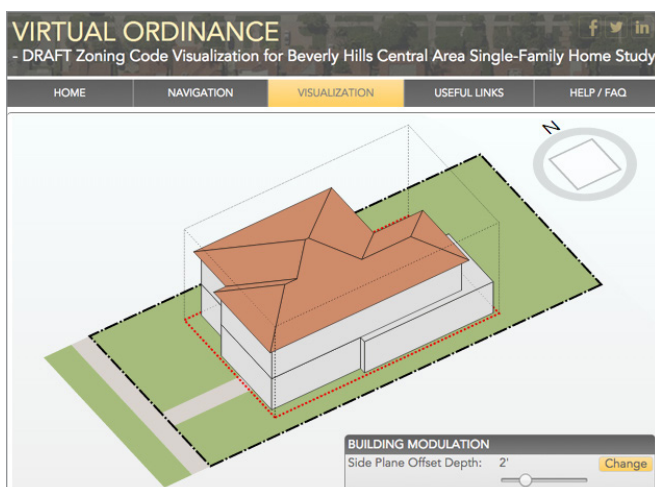 VIRTUAL ORDINANCE
- DRAFT Zoning Code Visualization for Beverly Hills Central Area Single-Family Home Study
HOME NAVIGATION VISUALIZATION USEFUL LINKS HELP / FAQ
N
BUILDING MODULATION
Side Plane Offset Depth: 2' Change